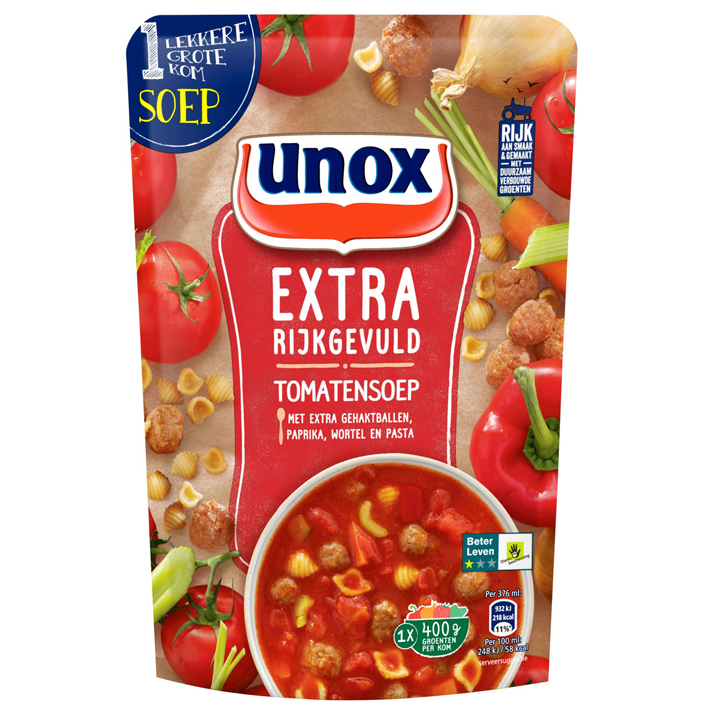 1 LEKKERE
GROTE
KOM
SOEP
unox
RIJK
AAN SMAAK
& GEMAAKT
MET
DUURZAAM
VERBOUWDE
GROENTEN
EXTRA
RIJKGEVULD
TOMATENSOEP
MET EXTRA GEHAKTBALLEN,
PAPRIKA, WORTEL EN PASTA
Beter
Leven
Per 376 ml:
932 kJ
218 kcal
11%
Per 100 ml:
248 kJ / 58 kcal
1X 400g
GROENTEN
PER KOM